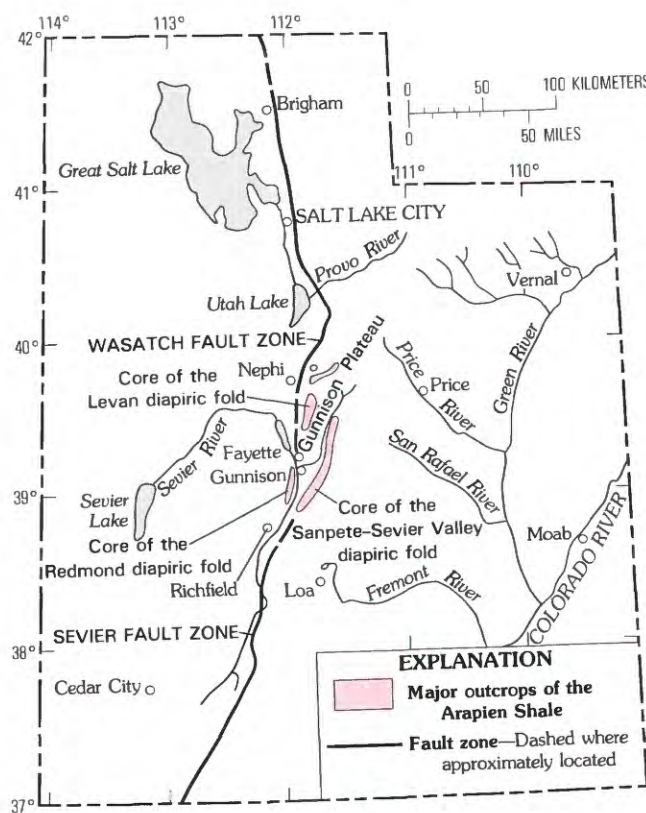 114°
113°
112°
42°
0 50 100 KILOMETERS
0 50 MILES
Brigham
111°
110°
Great Salt Lake
41°
SALT LAKE CITY
Provo River
Vernal
Utah Lake
WASATCH FAULT ZONE
40°
Nephi
Core of the
Levan diapiric fold
Gunnison Plateau
Price River
Price
Green River
Sevier River
Fayette
Gunnison
San Rafael River
39°
Sevier
Lake
Core of the
Redmond diapiric fold
Core of the
Sanpete–Sevier Valley
diapiric fold
Moab
Richfield
Loa
Fremont River
COLORADO RIVER
SEVIER FAULT ZONE
38°
Cedar City
EXPLANATION
Major outcrops of the
Arapien Shale
Fault zone—Dashed where
approximately located
37°